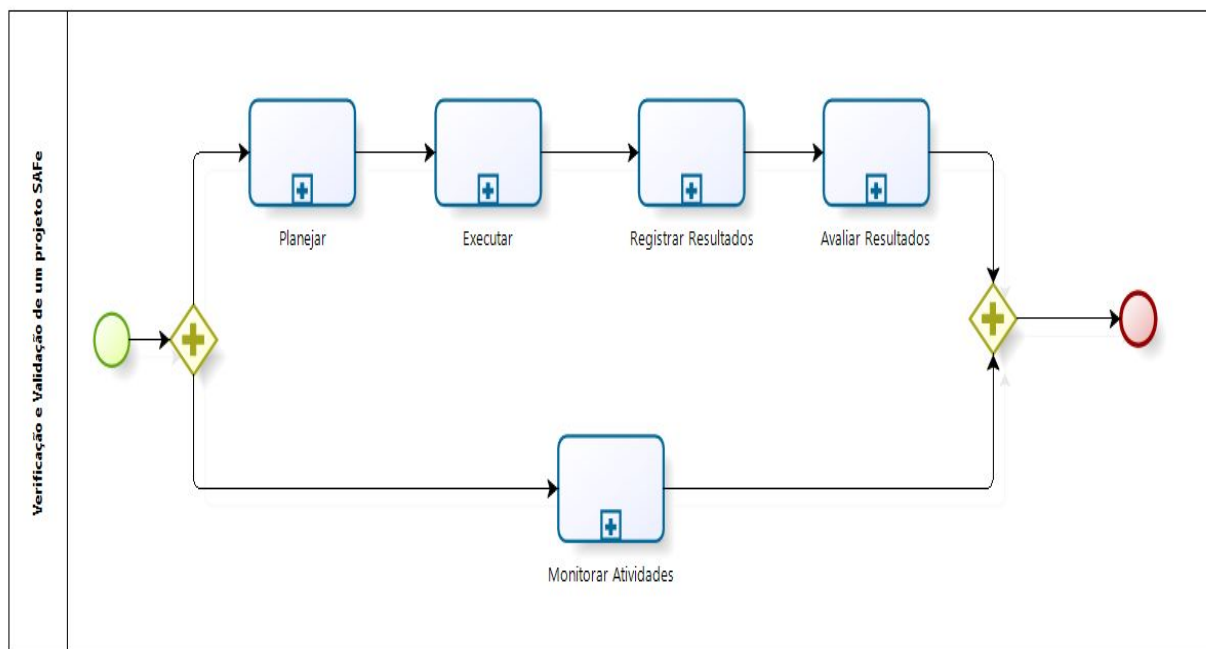 Verificação e Validação de um projeto SAFe
Planejar
Executar
Registrar Resultados
Avaliar Resultados
Monitorar Atividades